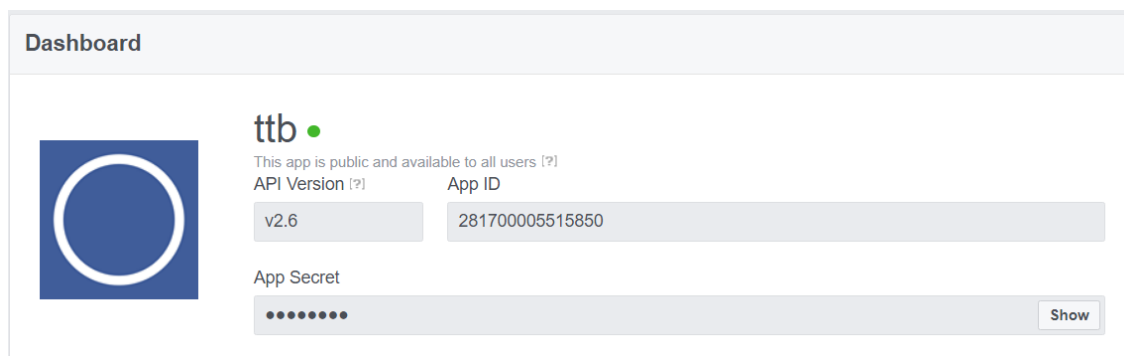 Dashboard
ttb
This app is public and available to all users [?]
API Version [?] App ID
v2.6 281700005515850
App Secret
●●●●●●●● Show